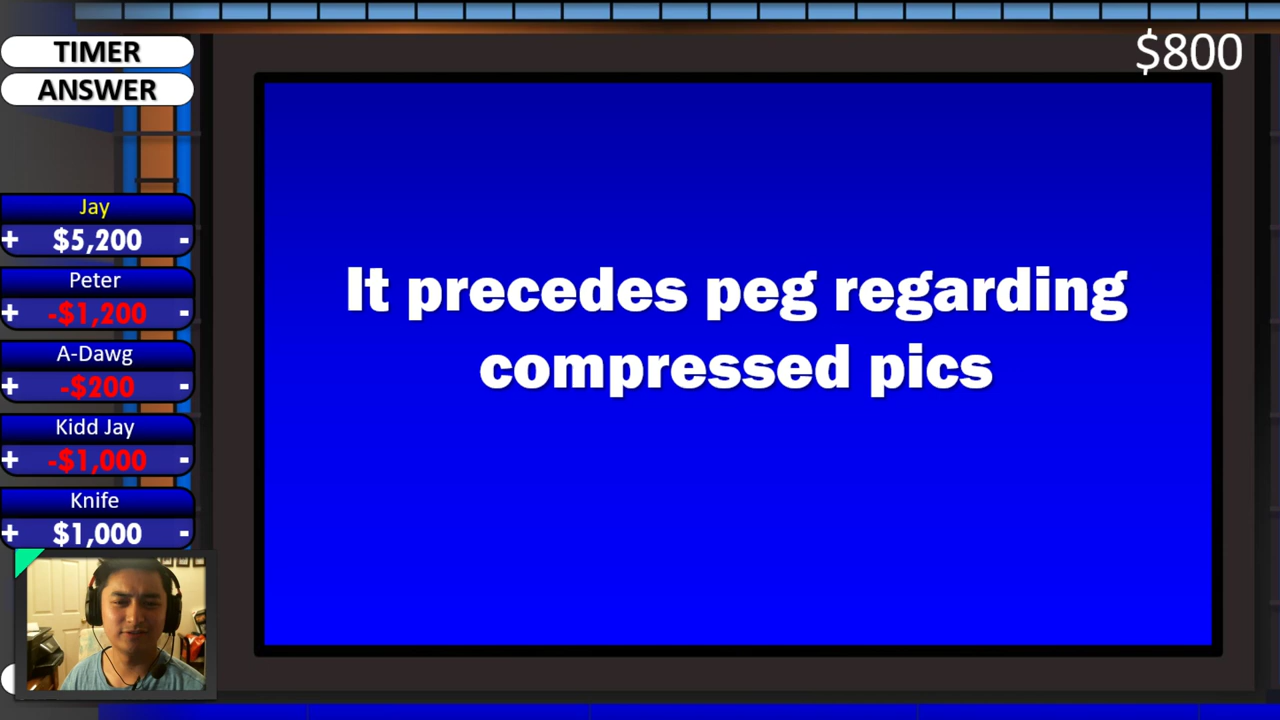 $800
TIMER
ANSWER
Jay
+ $5,200 -
Peter
+ -$1,200 -
A-Dawg
+ -$200 -
Kidd Jay
+ -$1,000 -
Knife
+ $1,000 -
It precedes peg regarding
compressed pics